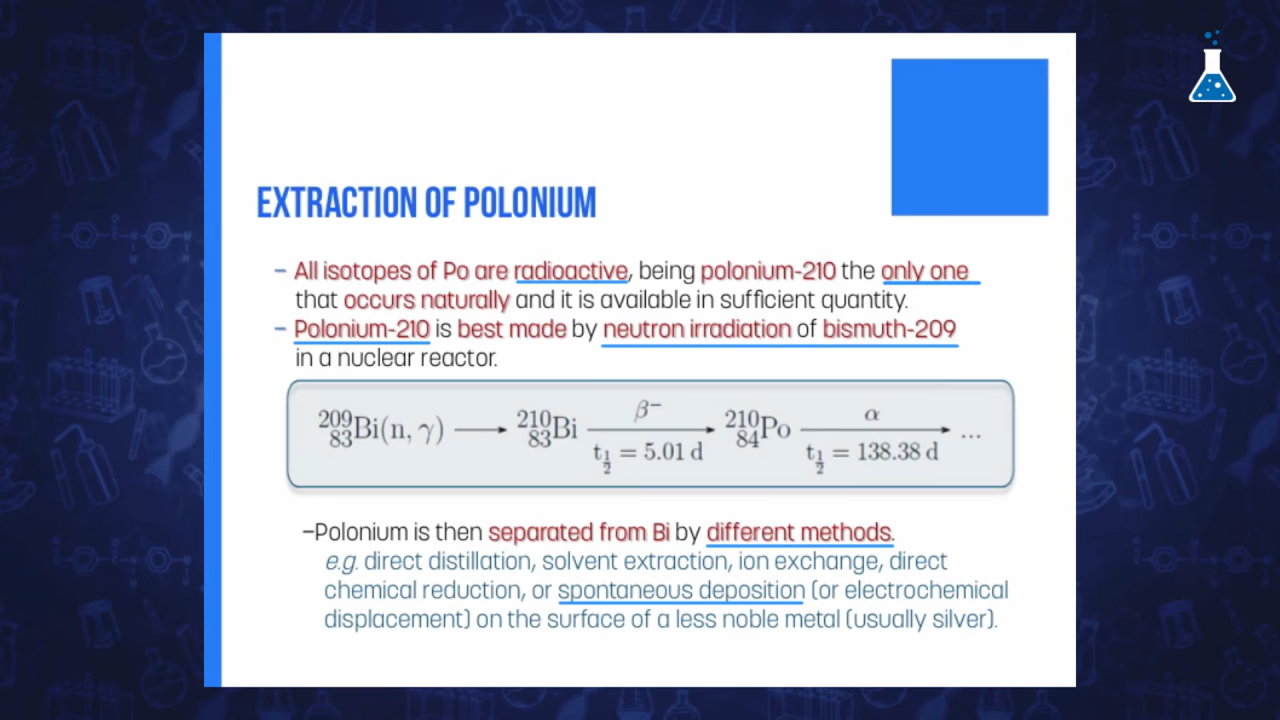 EXTRACTION OF POLONIUM
– All isotopes of Po are radioactive, being polonium-210 the only one
that occurs naturally and it is available in sufficient quantity.
– Polonium-210 is best made by neutron irradiation of bismuth-209
in a nuclear reactor.
²⁰⁹₈₃Bi(n, γ) ⟶ ²¹⁰₈₃Bi —β⁻, t½ = 5.01 d→ ²¹⁰₈₄Po —α, t½ = 138.38 d→ ...
–Polonium is then separated from Bi by different methods.
e.g. direct distillation, solvent extraction, ion exchange, direct
chemical reduction, or spontaneous deposition (or electrochemical
displacement) on the surface of a less noble metal (usually silver).